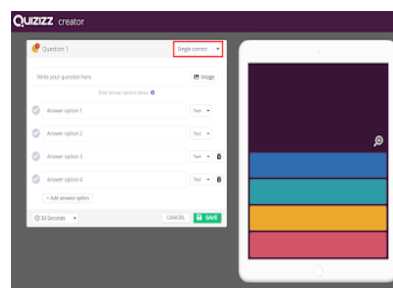 QUIZIZZ creator
Question 1
Single correct
Write your question here
Image
Enter answer options below
Answer option 1
Text
Answer option 2
Text
Answer option 3
Text
Answer option 4
Text
+ Add answer option
30 Seconds
CANCEL
SAVE